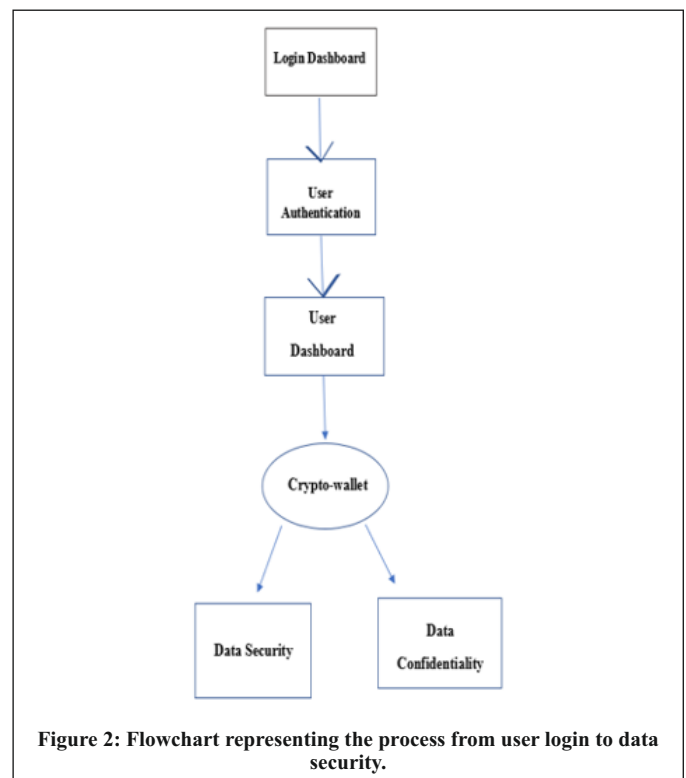 Login Dashboard
User
Authentication
User
Dashboard
Crypto-wallet
Data Security
Data
Confidentiality
Figure 2: Flowchart representing the process from user login to data
security.